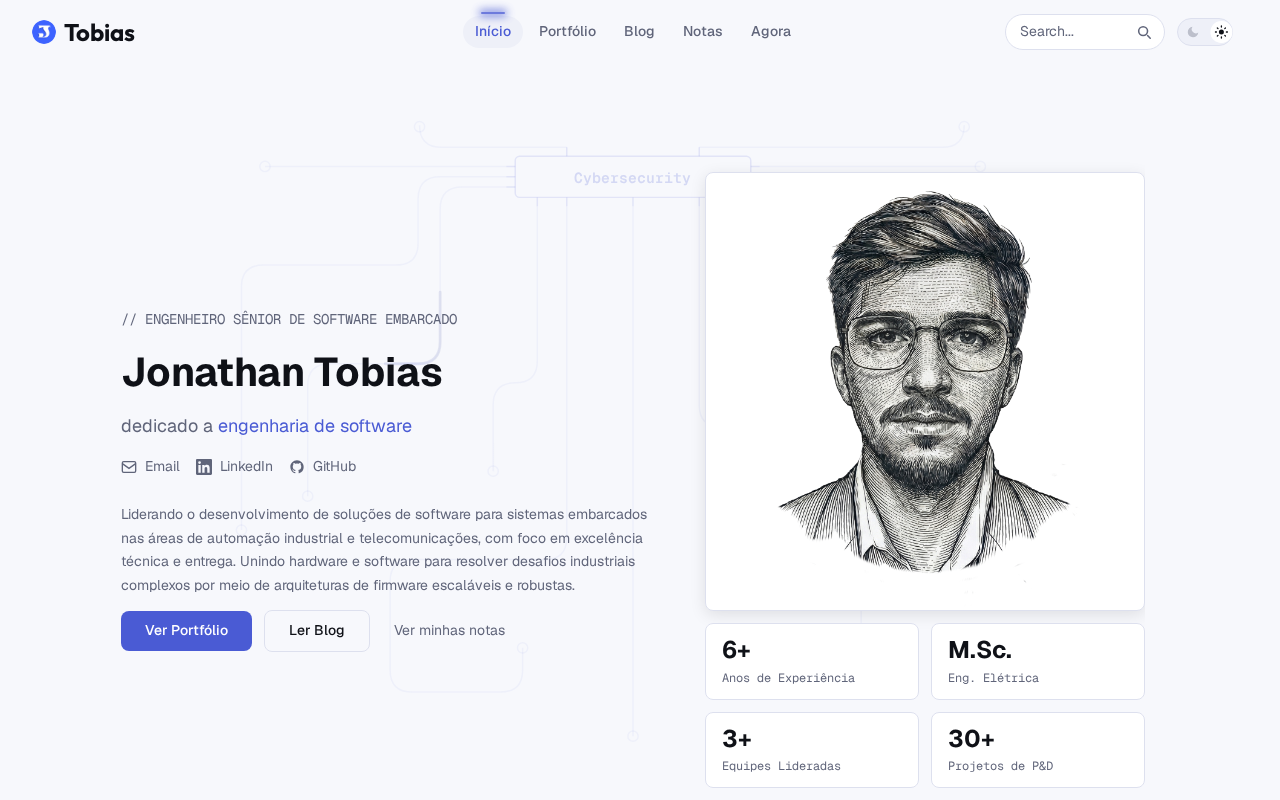 Tobias
Início
Portfólio
Blog
Notas
Agora
Search...
Cybersecurity
// ENGENHEIRO SÊNIOR DE SOFTWARE EMBARCADO
Jonathan Tobias
dedicado a engenharia de software
Email
LinkedIn
GitHub
Liderando o desenvolvimento de soluções de software para sistemas embarcados
nas áreas de automação industrial e telecomunicações, com foco em excelência
técnica e entrega. Unindo hardware e software para resolver desafios industriais
complexos por meio de arquiteturas de firmware escaláveis e robustas.
Ver Portfólio
Ler Blog
Ver minhas notas
6+
Anos de Experiência
M.Sc.
Eng. Elétrica
3+
Equipes Lideradas
30+
Projetos de P&D